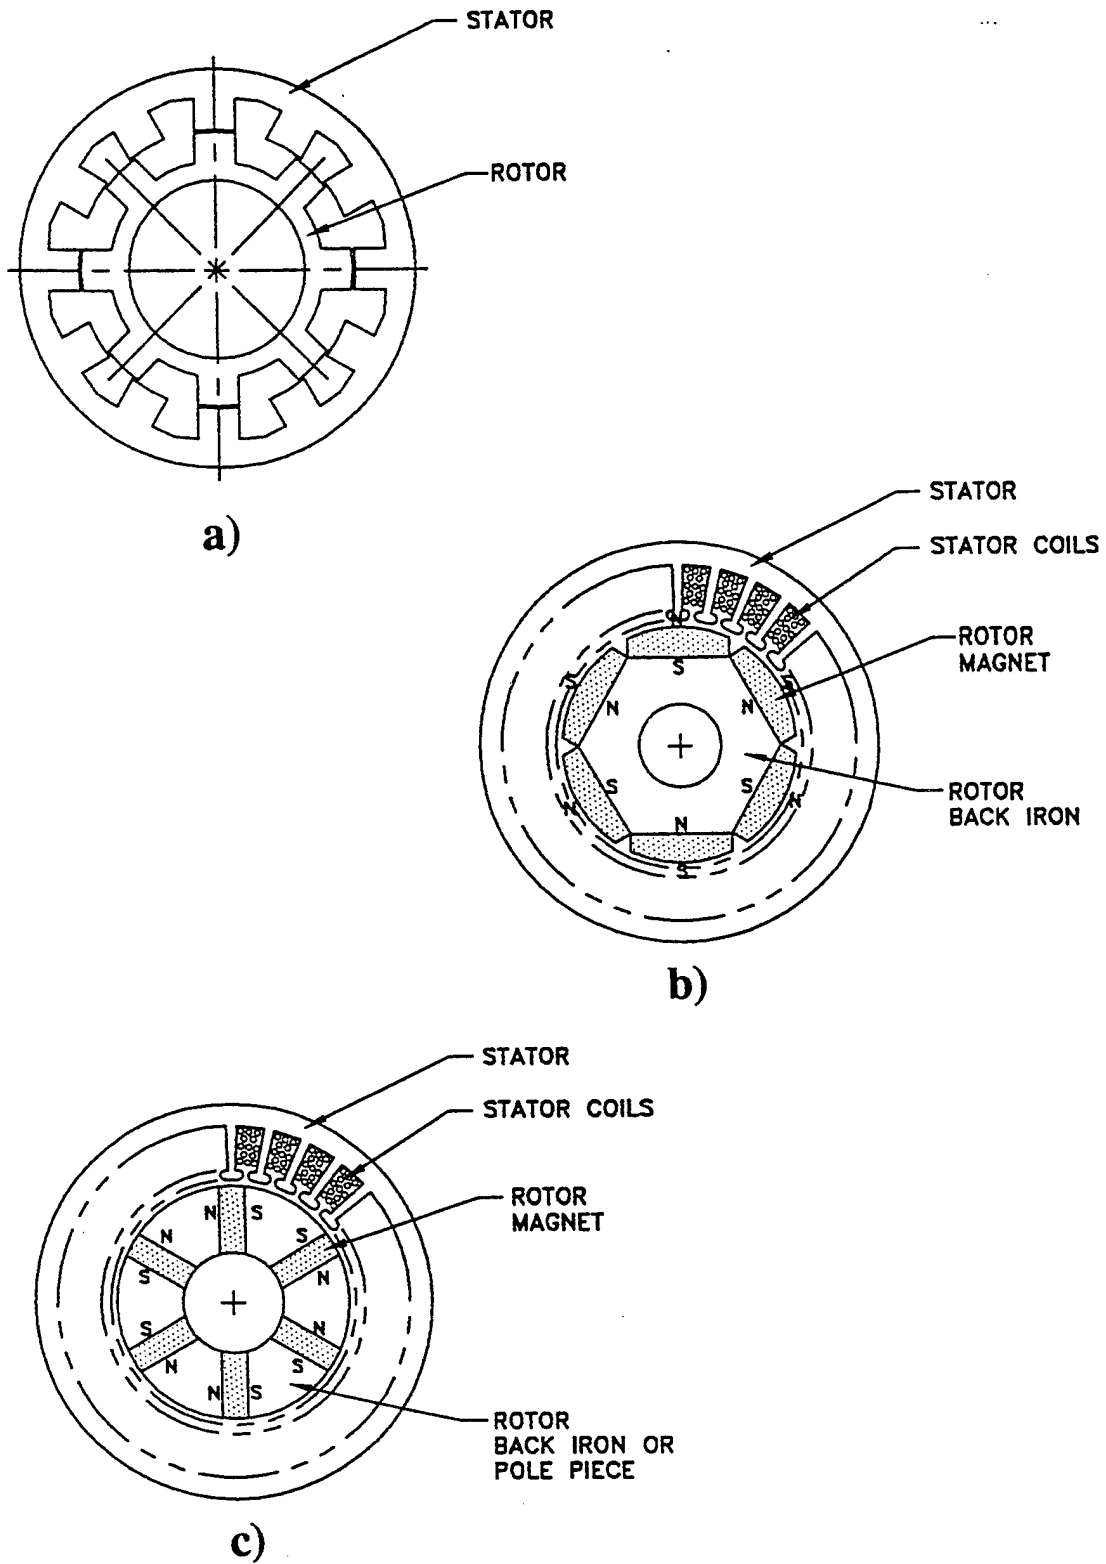 STATOR
ROTOR
a)
STATOR
STATOR COILS
ROTOR
MAGNET
S
S
N
N
S
S
N
N
N
S
ROTOR
BACK IRON
b)
STATOR
STATOR COILS
ROTOR
MAGNET
N
S
N
S
S
N
S
N
N
S
N
S
ROTOR
BACK IRON OR
POLE PIECE
c)